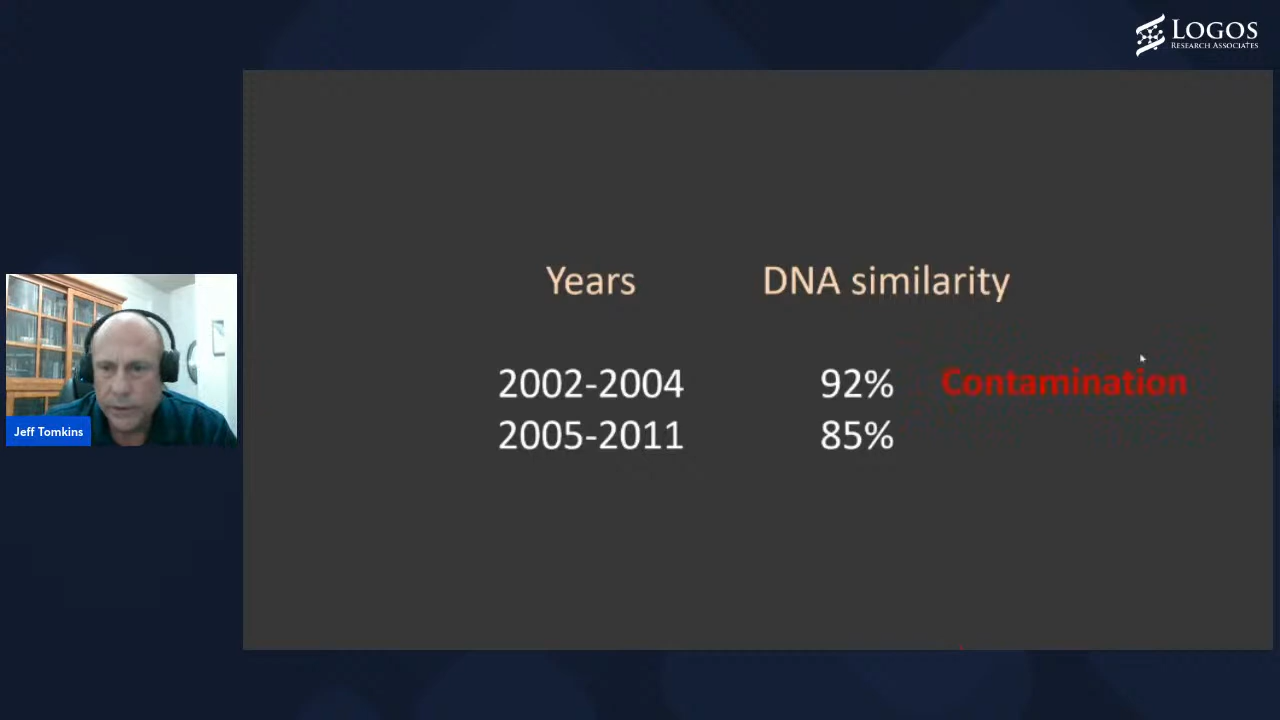 LOGOS
RESEARCH ASSOCIATES
Years DNA similarity
2002-2004 92% Contamination
2005-2011 85%
Jeff Tomkins